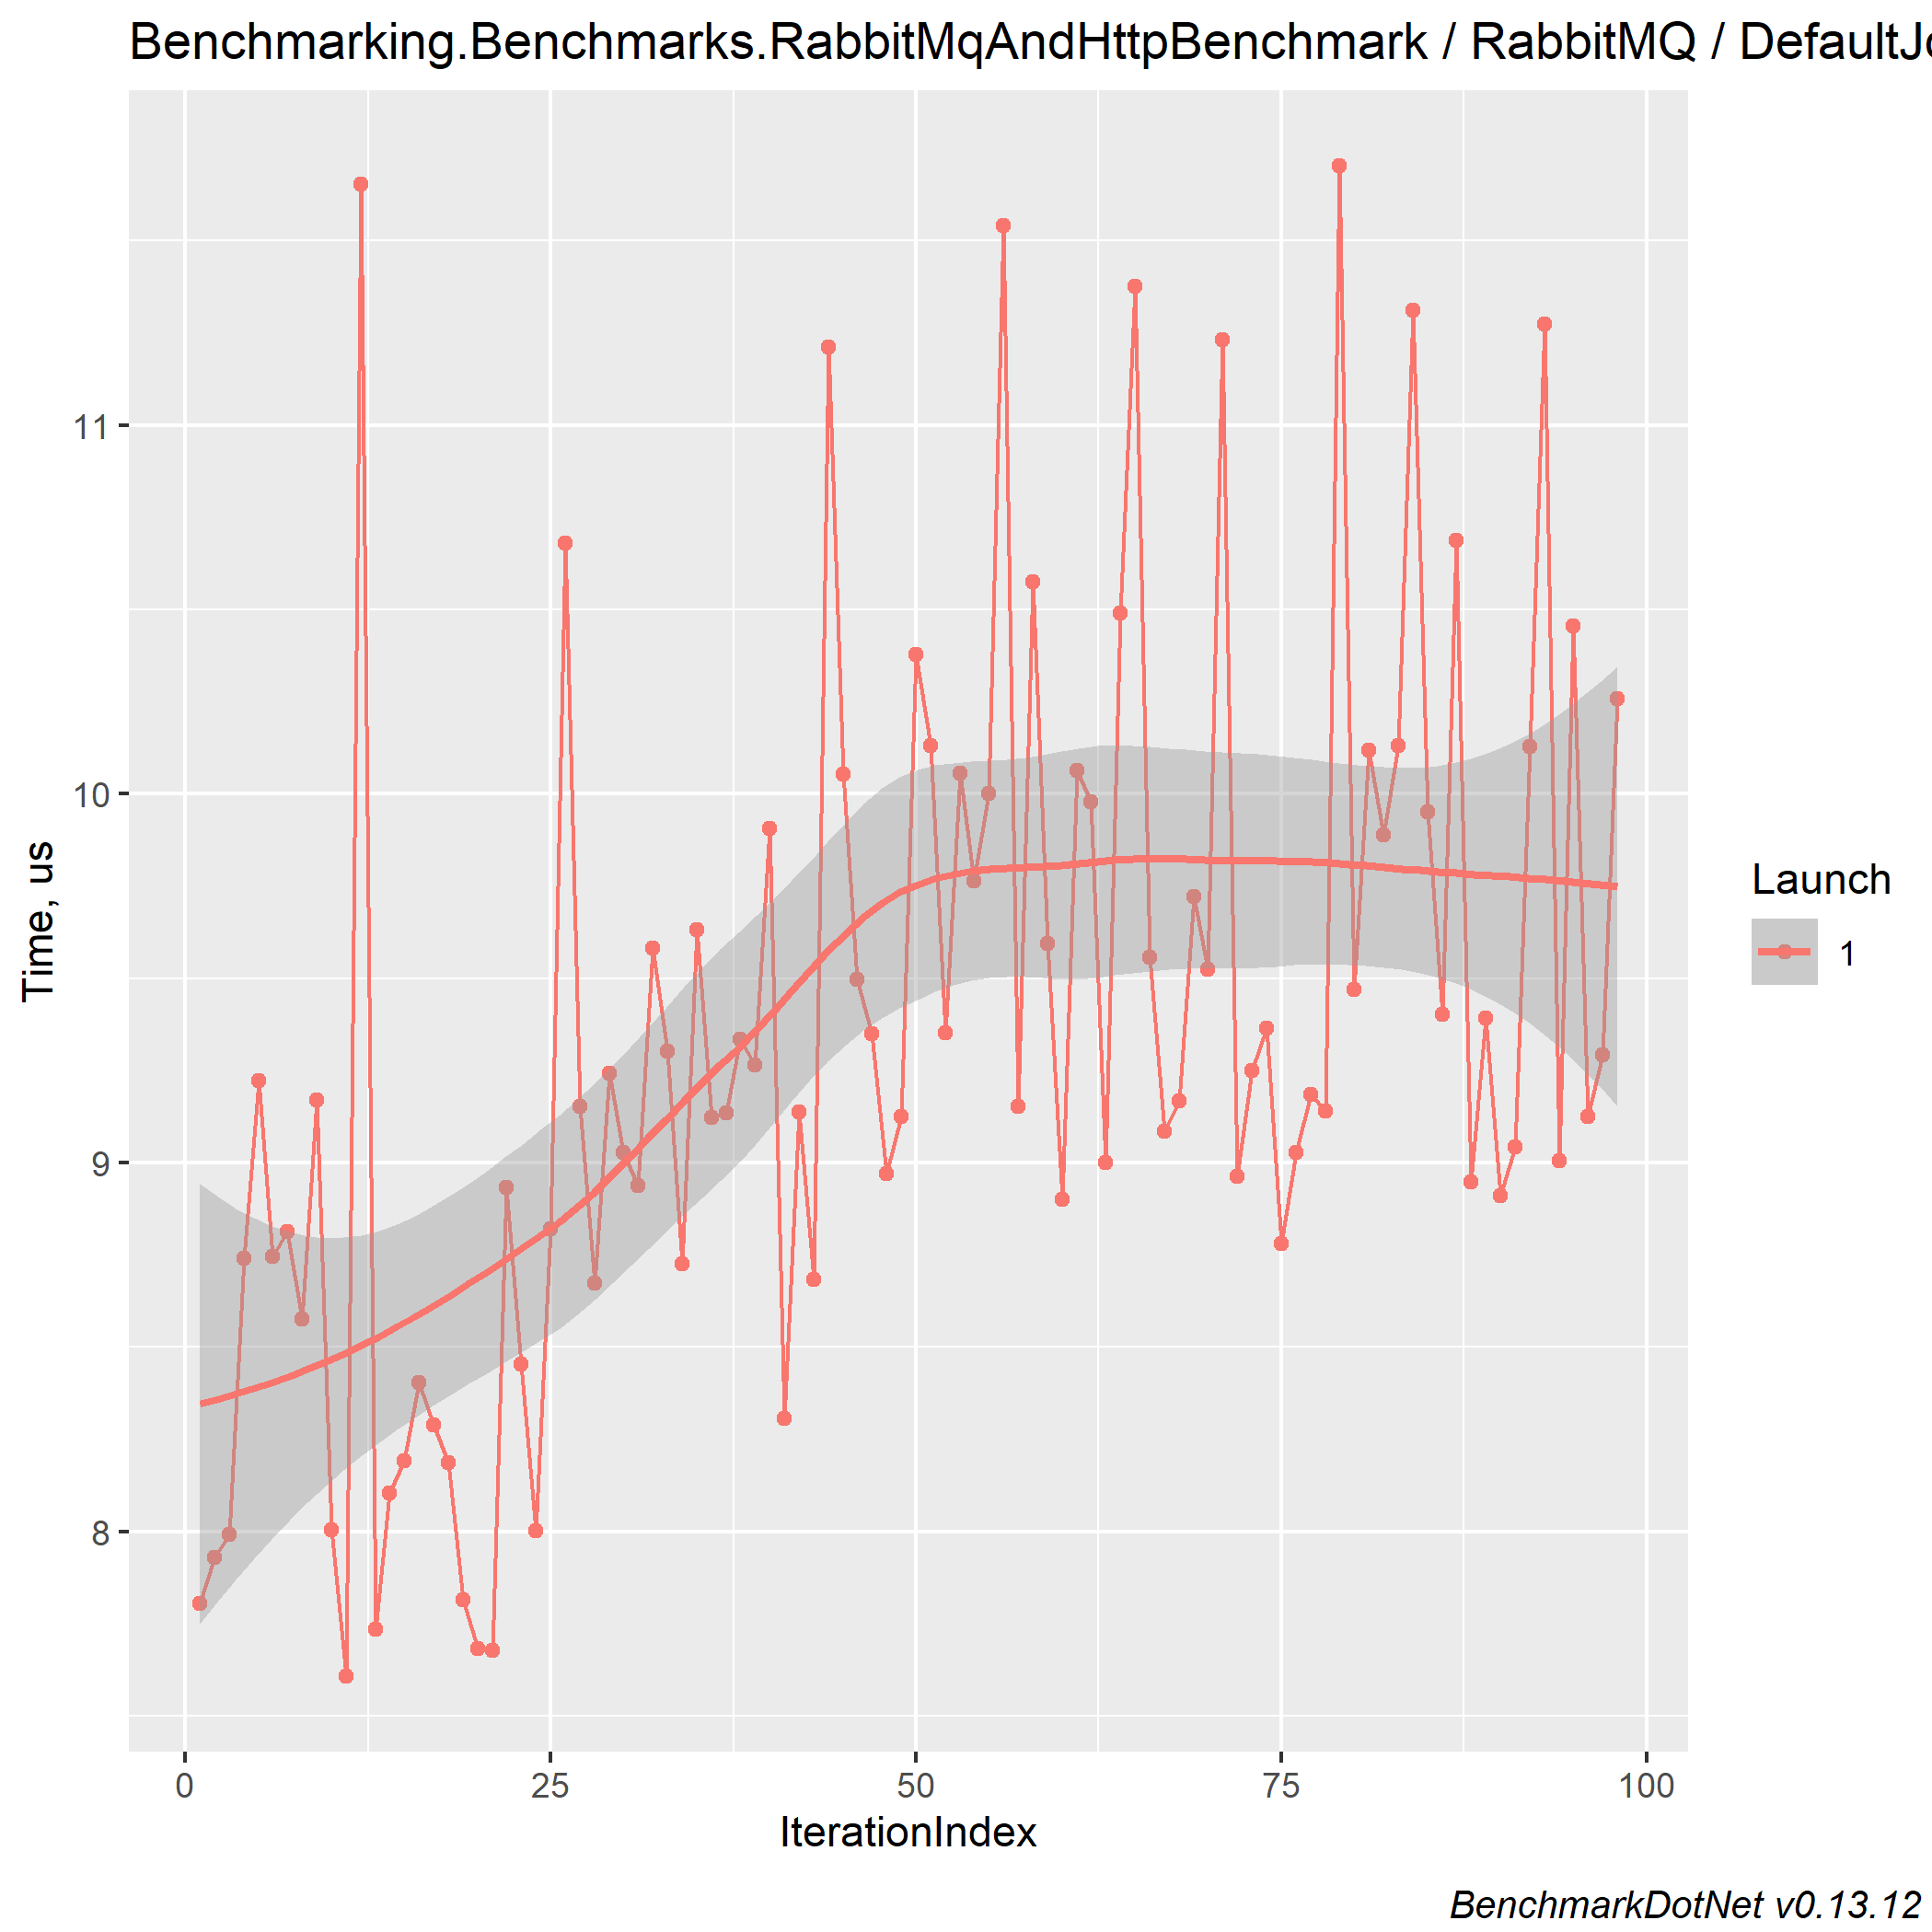 Benchmarking.Benchmarks.RabbitMqAndHttpBenchmark / RabbitMQ /
11
10
9
8
Time, us
0 25 50 75 100
IterationIndex
Launch
1
BenchmarkDotNet v0.13.12